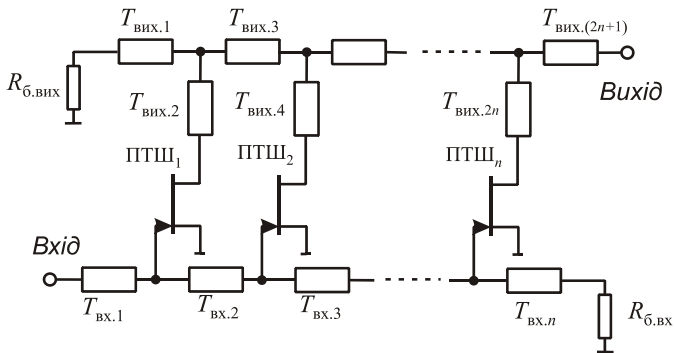 Tвих.1 Tвих.3 Tвих.(2n+1)
Rб.вих
Tвих.2 Tвих.4 Tвих.2n
Вихід
ПТШ1 ПТШ2 ПТШn
Вхід
Tвх.1 Tвх.2 Tвх.3 Tвх.n
Rб.вх